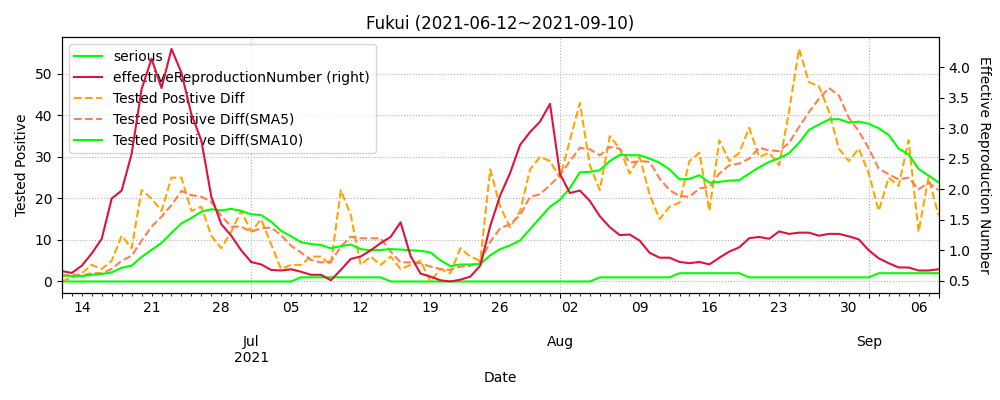 Fukui (2021-06-12~2021-09-10)
serious
effectiveReproductionNumber (right)
Tested Positive Diff
Tested Positive Diff(SMA5)
Tested Positive Diff(SMA10)
Tested Positive
50
40
30
20
10
0
4.0
3.5
3.0
2.5
2.0
1.5
1.0
0.5
Effective Reproduction Number
14 21 28 05 12 19 26 02 09 16 23 30 06
Jul Aug Sep
2021
Date